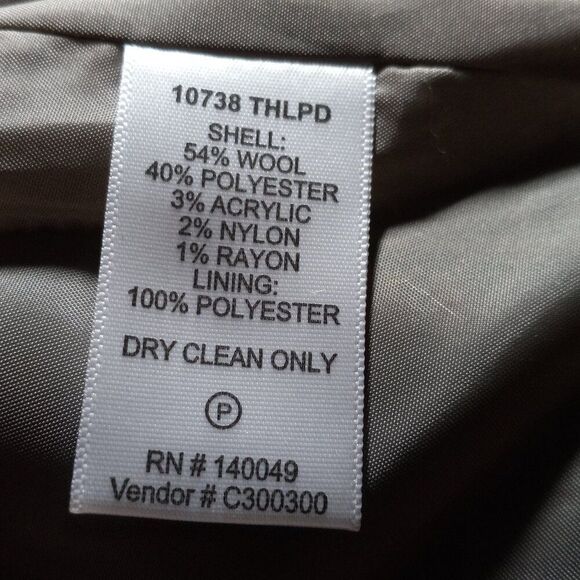 10738 THLPD
SHELL:
54% WOOL
40% POLYESTER
3% ACRYLIC
2% NYLON
1% RAYON
LINING:
100% POLYESTER
DRY CLEAN ONLY
P
RN # 140049
Vendor # C300300